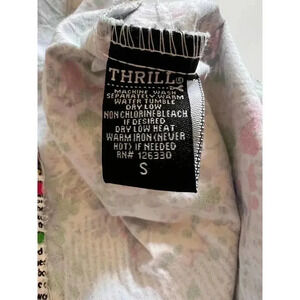 THRILL®
MACHINE WASH
SEPARATELY.WARM
WATER TUMBLE
DRY LOW
NON CHLORINE BLEACH
IF DESIRED
DRY LOW HEAT
WARM IRON (NEVER
HOT) IF NEEDED
RN# 126330
S